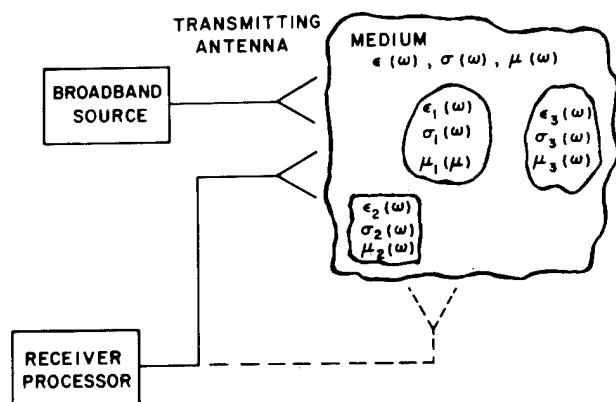 TRANSMITTING
ANTENNA
MEDIUM
ϵ(ω), σ(ω), μ(ω)
BROADBAND
SOURCE
ϵ₁(ω)
σ₁(ω)
μ₁(μ)
ϵ₃(ω)
σ₃(ω)
μ₃(ω)
ϵ₂(ω)
σ₂(ω)
μ₂(ω)
RECEIVER
PROCESSOR